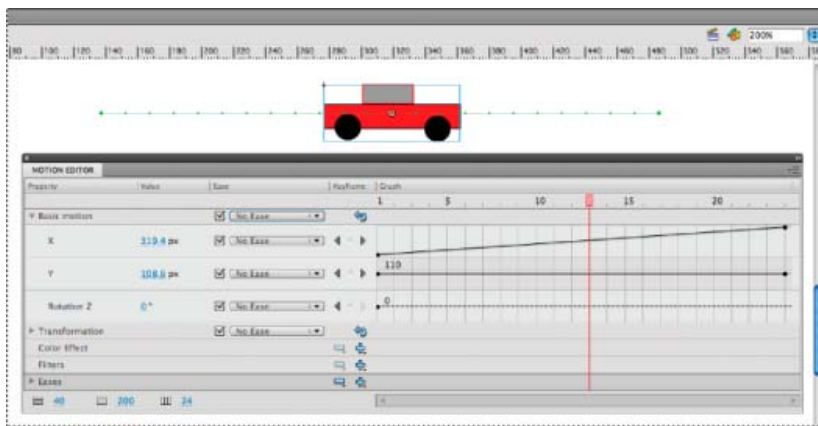 200%
80 100 120 140 160 180 200 220 240 260 280 300 320 340 360 380 400 420 440 460 480 500 520 540 560
MOTION EDITOR
Property Value Ease Keyframe Graph
1 5 10 15 20
Basic motion No Ease
X 319.4 px No Ease
Y 108.6 px No Ease 110
Rotation Z 0° No Ease 0
Transformation No Ease
Color Effect
Filters
Eases
40 200 24